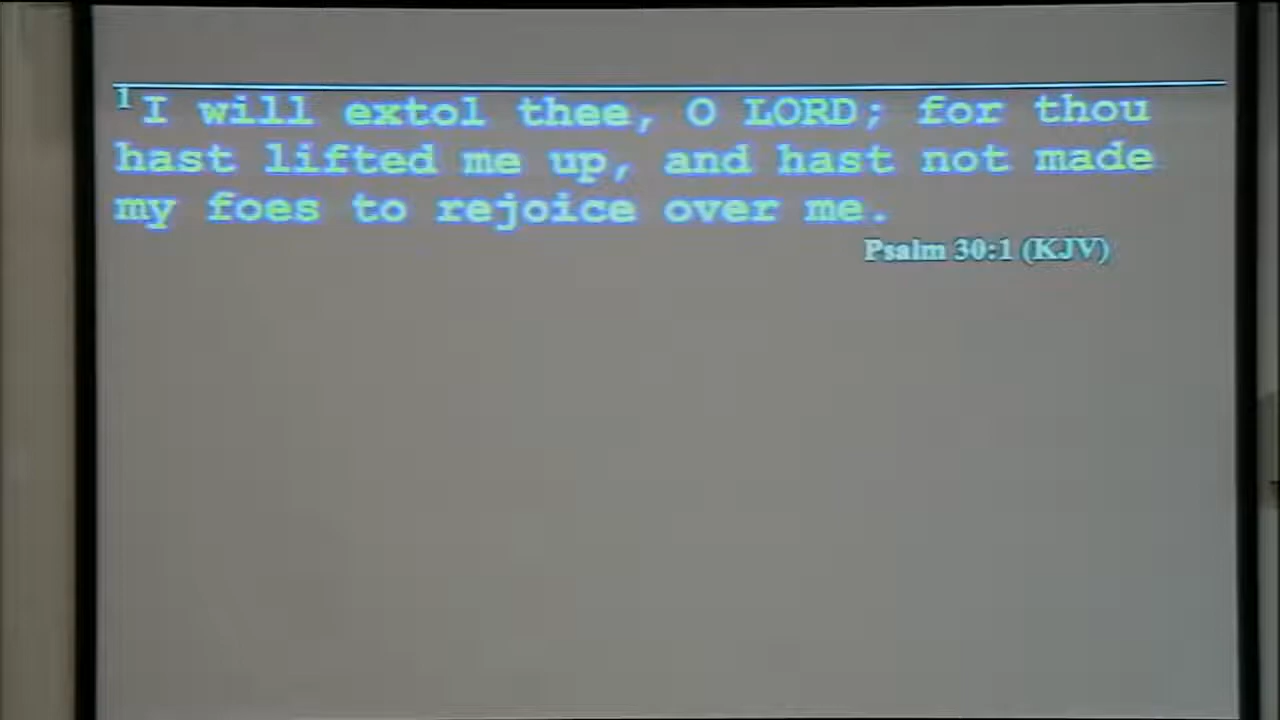 1 I will extol thee, O LORD; for thou
hast lifted me up, and hast not made
my foes to rejoice over me.
Psalm 30:1 (KJV)